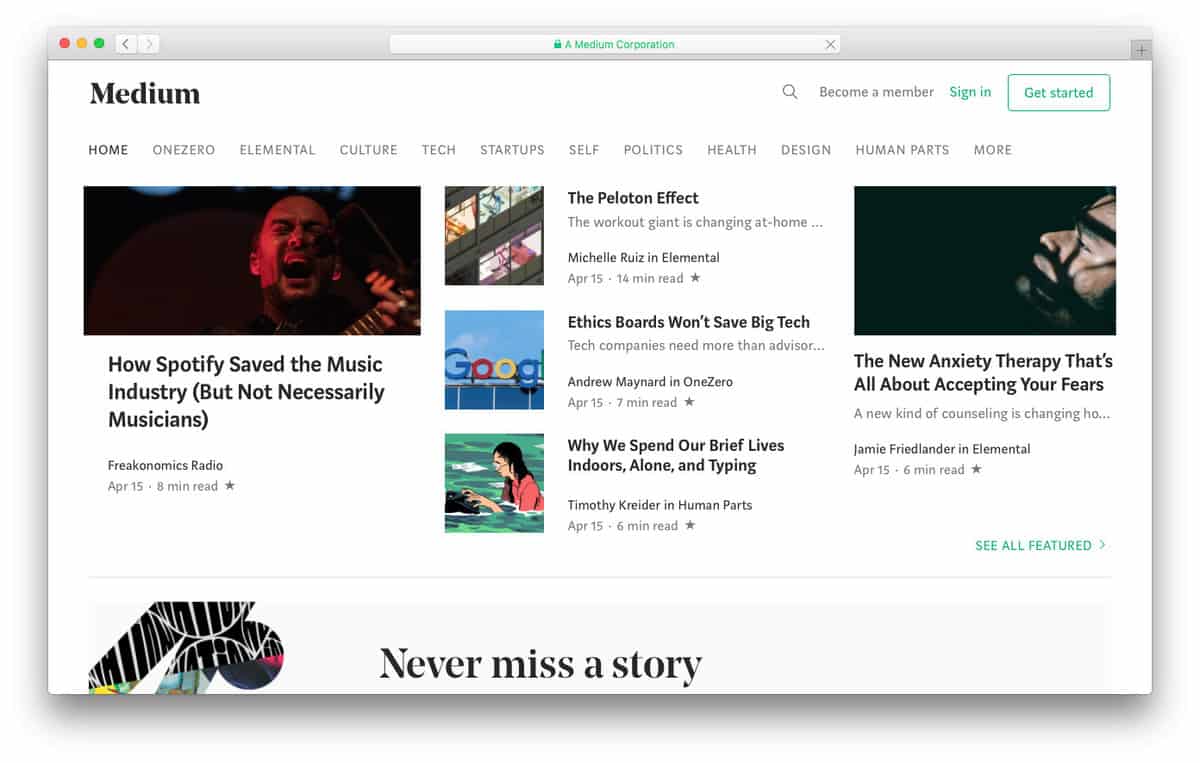 A Medium Corporation
Medium
Become a member
Sign in
Get started
HOME
ONEZERO
ELEMENTAL
CULTURE
TECH
STARTUPS
SELF
POLITICS
HEALTH
DESIGN
HUMAN PARTS
MORE
How Spotify Saved the Music
Industry (But Not Necessarily
Musicians)
Freakonomics Radio
Apr 15 · 8 min read ★
The Peloton Effect
The workout giant is changing at-home ...
Michelle Ruiz in Elemental
Apr 15 · 14 min read ★
Googl
Ethics Boards Won’t Save Big Tech
Tech companies need more than advisor...
Andrew Maynard in OneZero
Apr 15 · 7 min read ★
Why We Spend Our Brief Lives
Indoors, Alone, and Typing
Timothy Kreider in Human Parts
Apr 15 · 6 min read ★
The New Anxiety Therapy That’s
All About Accepting Your Fears
A new kind of counseling is changing ho...
Jamie Friedlander in Elemental
Apr 15 · 6 min read ★
SEE ALL FEATURED
Never miss a story